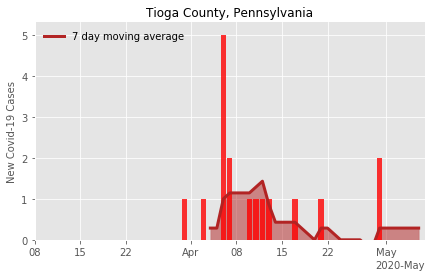 Tioga County, Pennsylvania
7 day moving average
New Covid-19 Cases
5
4
3
2
1
0
08 15 22 Apr 08 15 22 May
2020-May